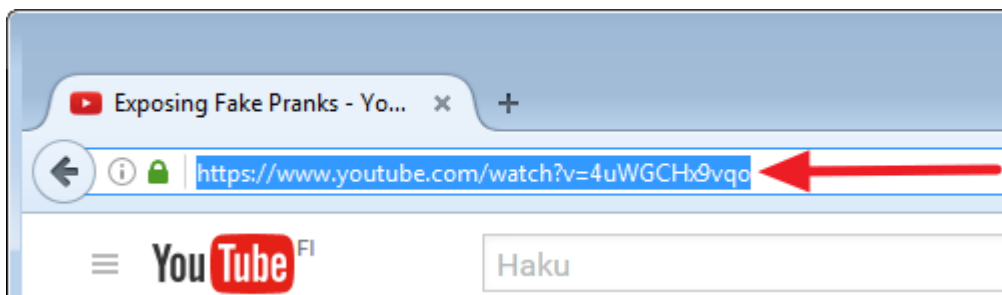 Exposing Fake Pranks - Yo...
https://www.youtube.com/watch?v=4uWGCHx9vqo
YouTube FI
Haku